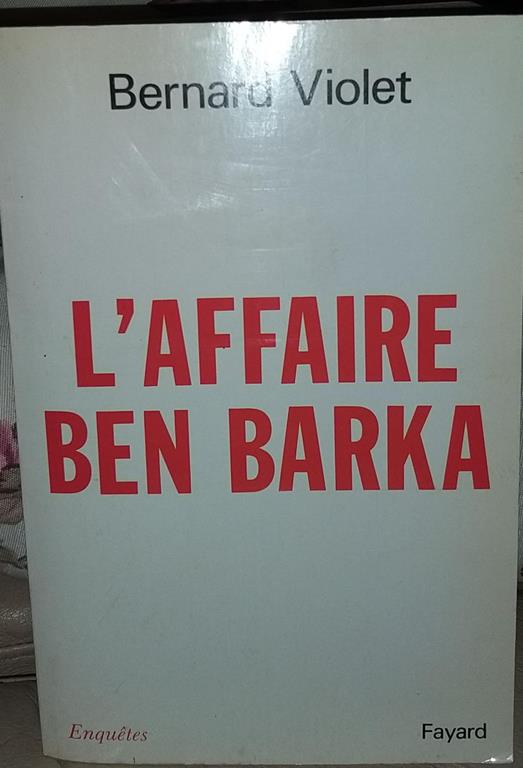 Bernard Violet
L'AFFAIRE
BEN BARKA
Enquêtes
Fayard